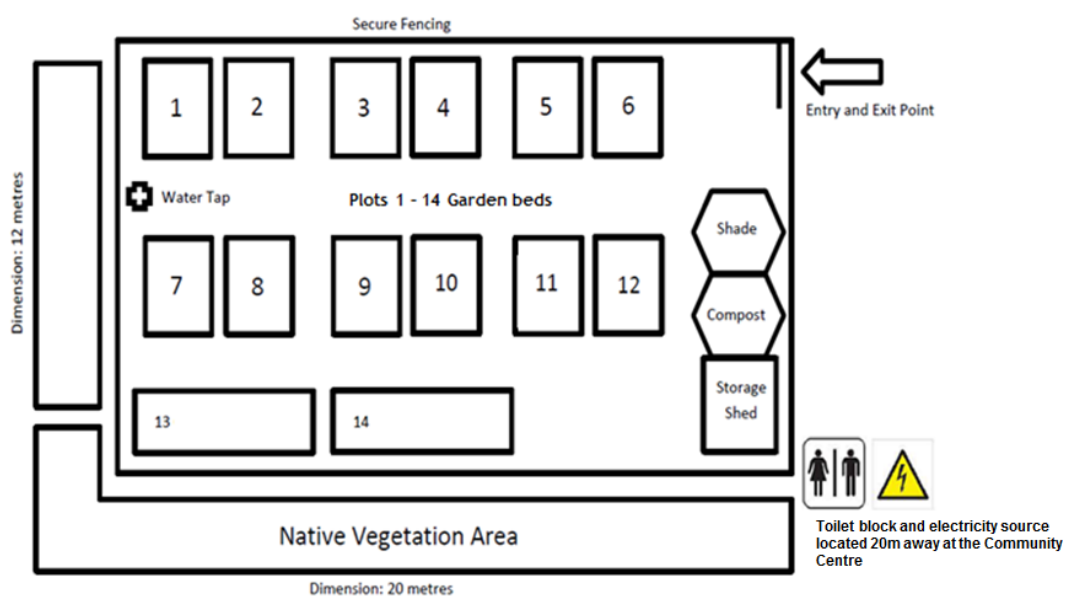 Secure Fencing
1
2
3
4
5
6
Entry and Exit Point
Dimension: 12 metres
Water Tap
Plots 1 - 14 Garden beds
Shade
7
8
9
10
11
12
Compost
Storage
Shed
13
14
Native Vegetation Area
Toilet block and electricity source
located 20m away at the Community
Centre
Dimension: 20 metres